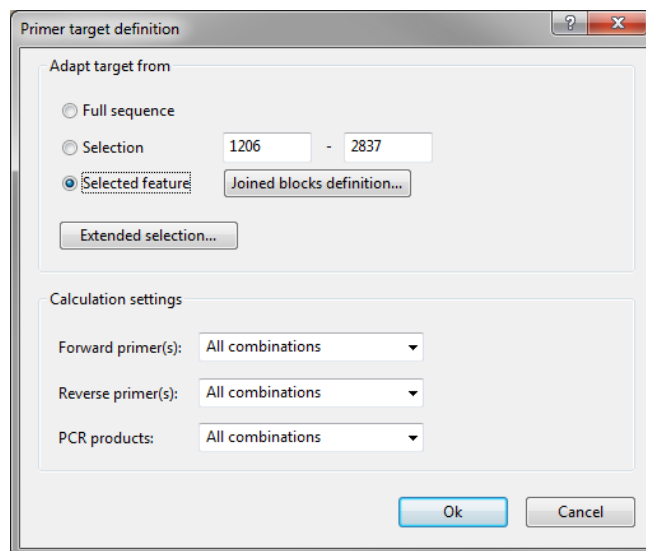 Primer target definition
Adapt target from
Full sequence
Selection 1206 - 2837
Selected feature Joined blocks definition...
Extended selection...
Calculation settings
Forward primer(s): All combinations
Reverse primer(s): All combinations
PCR products: All combinations
Ok Cancel